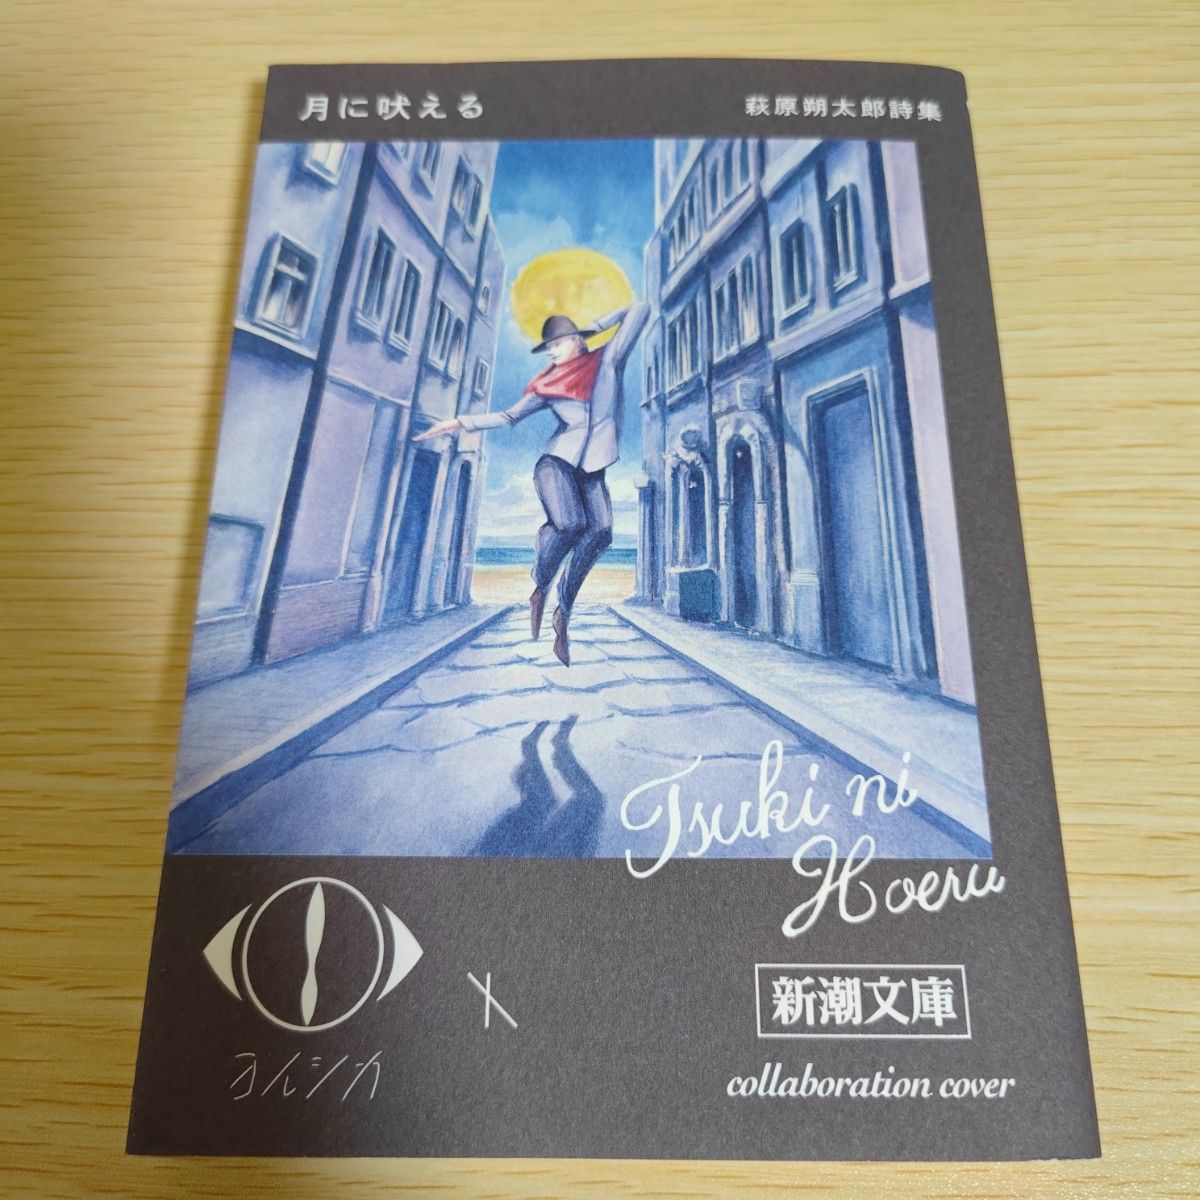 月に吠える
萩原朔太郎詩集
Tsuki ni
Hoeru
ヨルシカ
×
新潮文庫
collaboration cover